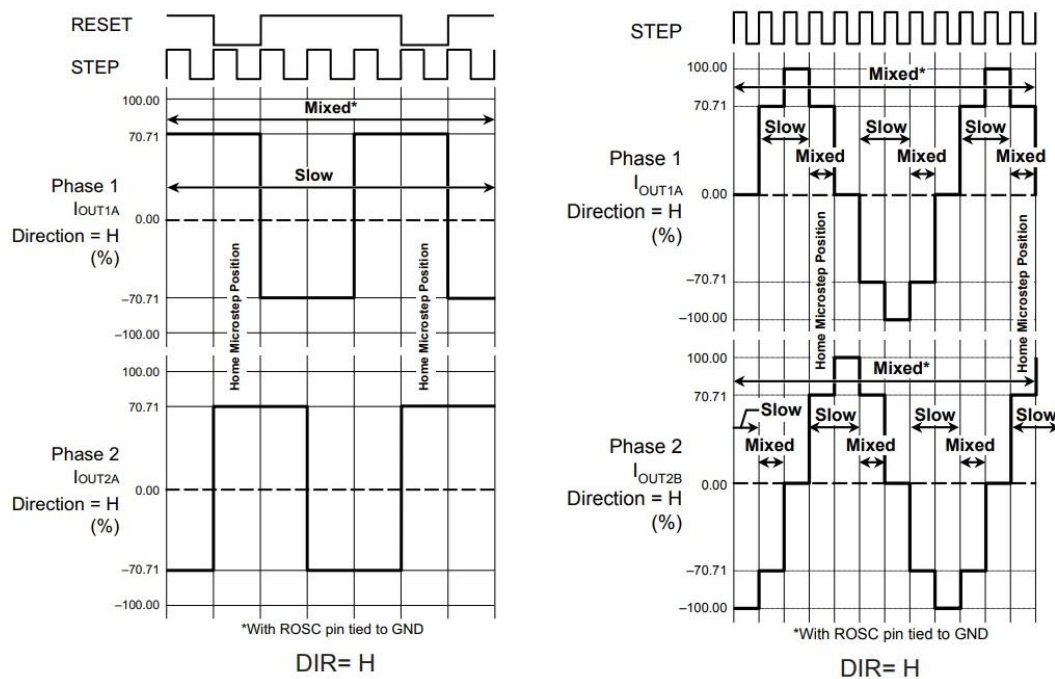 RESET
STEP
100.00
Mixed*
70.71
Slow
Phase 1
IOUT1A
0.00
Direction = H
(%)
Home Microstep Position
Home Microstep Position
–70.71
–100.00
100.00
70.71
Phase 2
IOUT2A
0.00
Direction = H
(%)
–70.71
–100.00
*With ROSC pin tied to GND
DIR= H
STEP
100.00
Mixed*
70.71
Slow
Slow
Slow
Mixed
Mixed
Mixed
Phase 1
IOUT1A
0.00
Direction = H
(%)
Home Microstep Position
Home Microstep Position
–70.71
–100.00
100.00
Mixed*
70.71
Slow
Slow
Slow
Slow
Mixed
Mixed
Mixed
Phase 2
IOUT2B
0.00
Direction = H
(%)
–70.71
–100.00
*With ROSC pin tied to GND
DIR= H